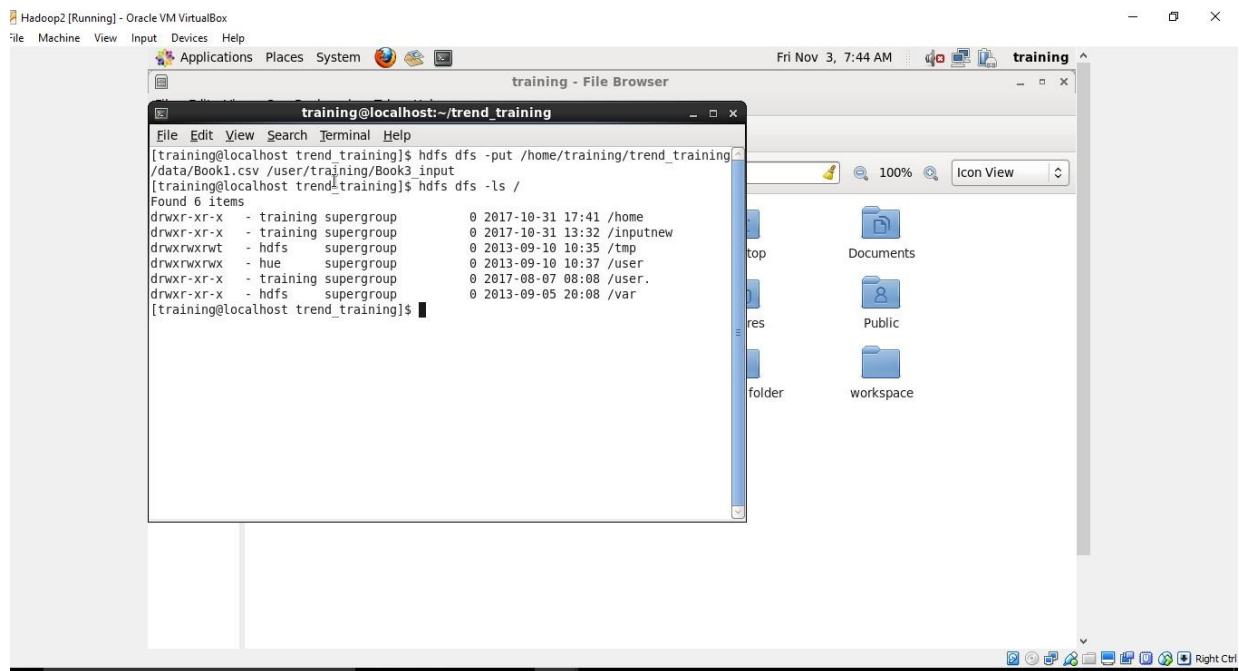 Hadoop2 [Running] - Oracle VM VirtualBox
File Machine View Input Devices Help
Applications Places System Fri Nov 3, 7:44 AM training
training - File Browser
training@localhost:~/trend_training
File Edit View Search Terminal Help
[training@localhost trend_training]$ hdfs dfs -put /home/training/trend_training
/data/Book1.csv /user/training/Book3_input
[training@localhost trend_training]$ hdfs dfs -ls /
Found 6 items
drwxr-xr-x   - training supergroup          0 2017-10-31 17:41 /home
drwxr-xr-x   - training supergroup          0 2017-10-31 13:32 /inputnew
drwxrwxrwt   - hdfs     supergroup          0 2013-09-10 10:35 /tmp
drwxrwxrwx   - hue      supergroup          0 2013-09-10 10:37 /user
drwxr-xr-x   - training supergroup          0 2017-08-07 08:08 /user.
drwxr-xr-x   - hdfs     supergroup          0 2013-09-05 20:08 /var
[training@localhost trend_training]$
100% Icon View
top Documents
res Public
folder workspace
Right Ctrl